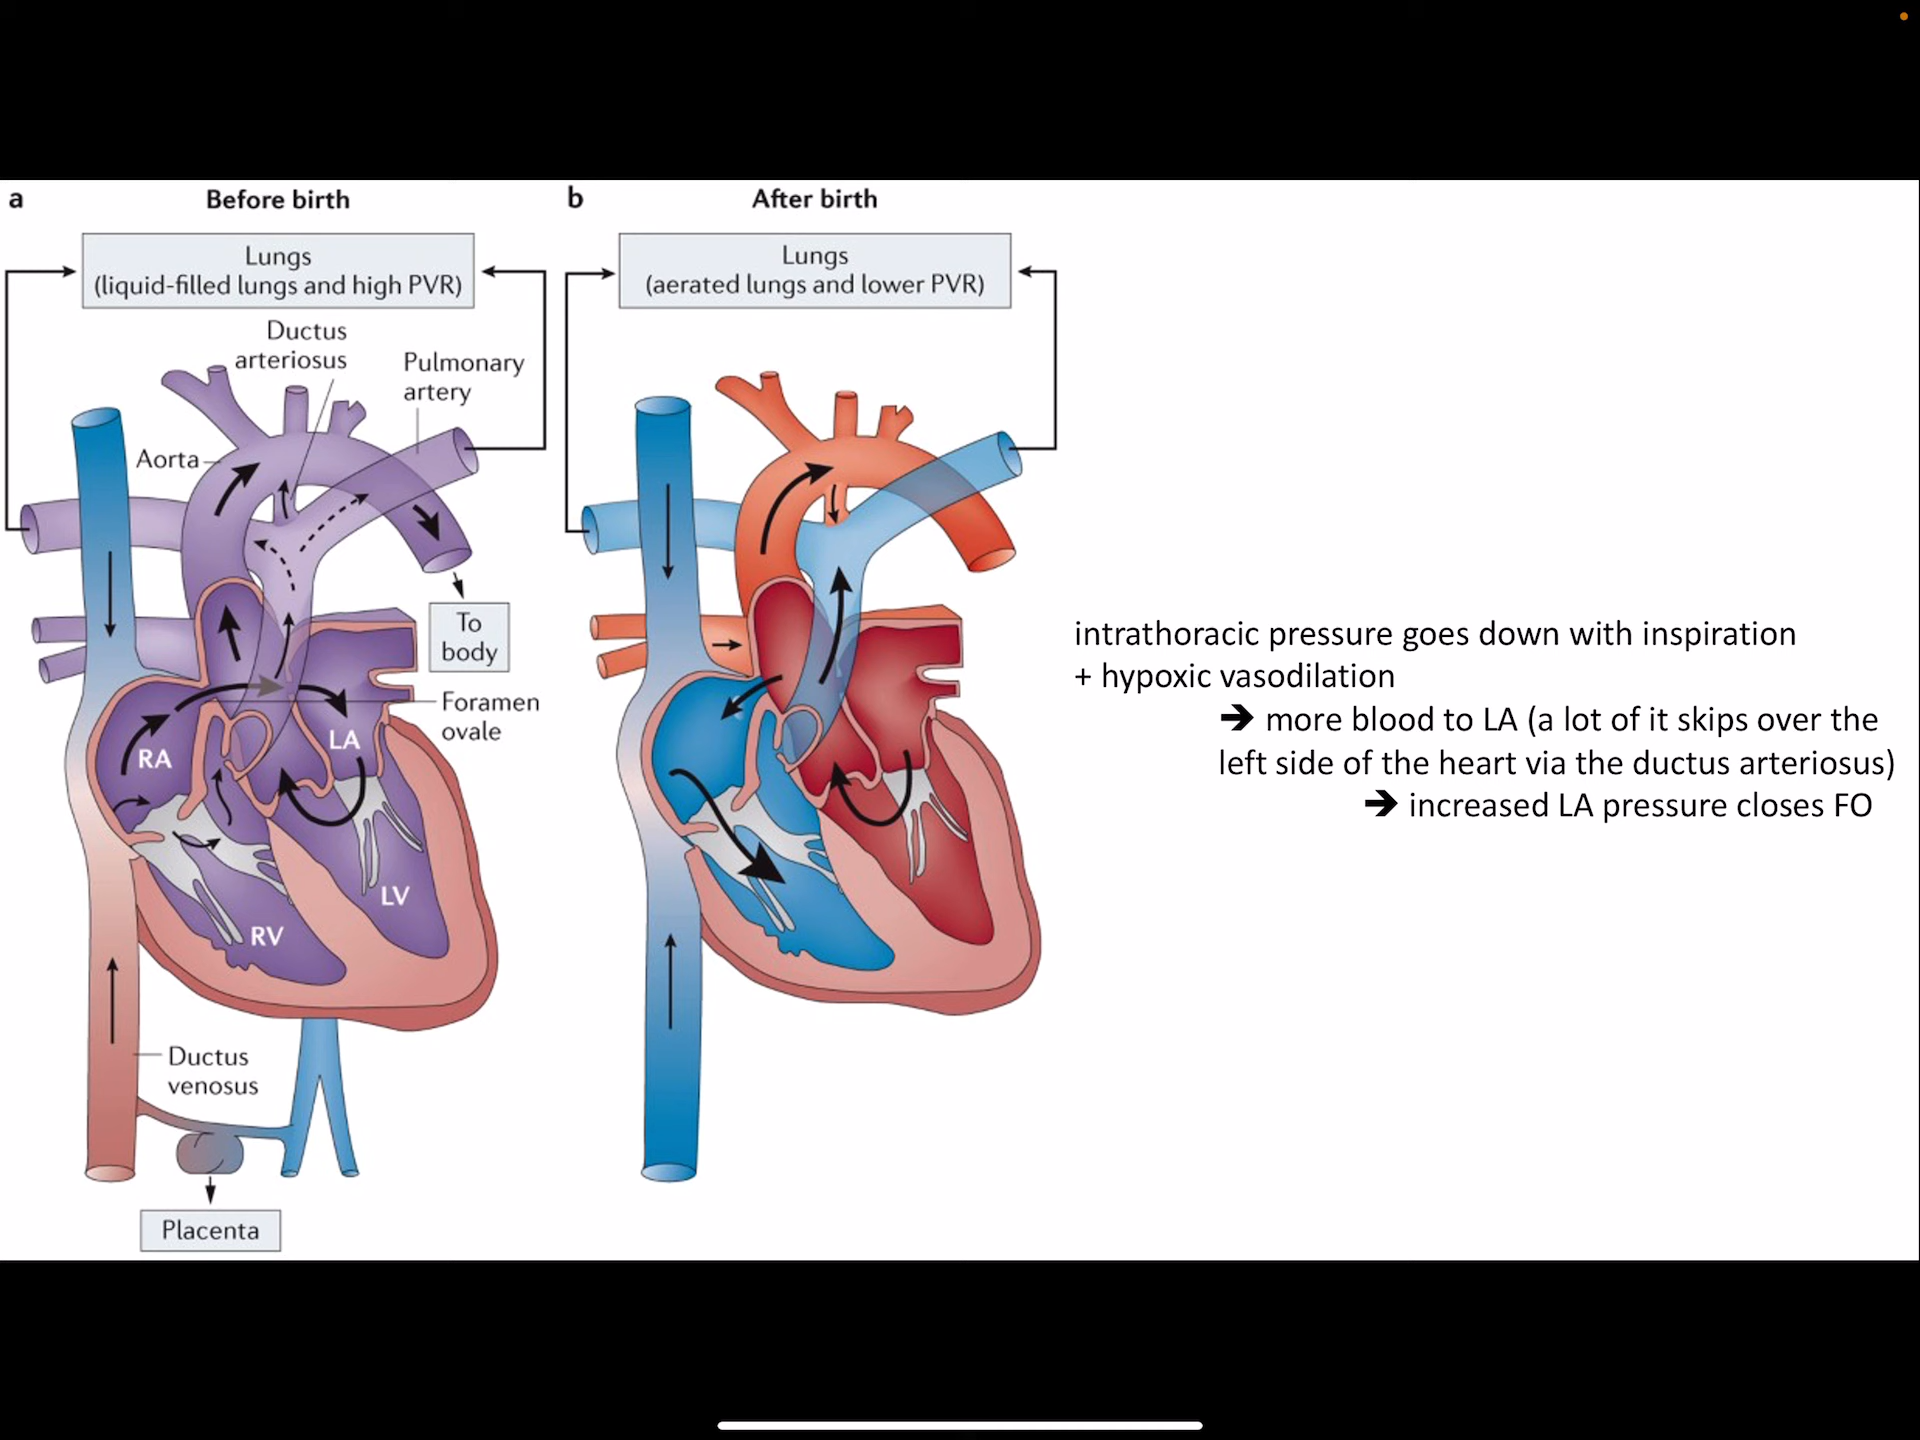 a
Before birth
Lungs
(liquid-filled lungs and high PVR)
Ductus
arteriosus
Pulmonary
artery
Aorta
To
body
Foramen
ovale
RA
LA
LV
RV
Ductus
venosus
Placenta
b
After birth
Lungs
(aerated lungs and lower PVR)
intrathoracic pressure goes down with inspiration
+ hypoxic vasodilation
➔ more blood to LA (a lot of it skips over the
left side of the heart via the ductus arteriosus)
➔ increased LA pressure closes FO